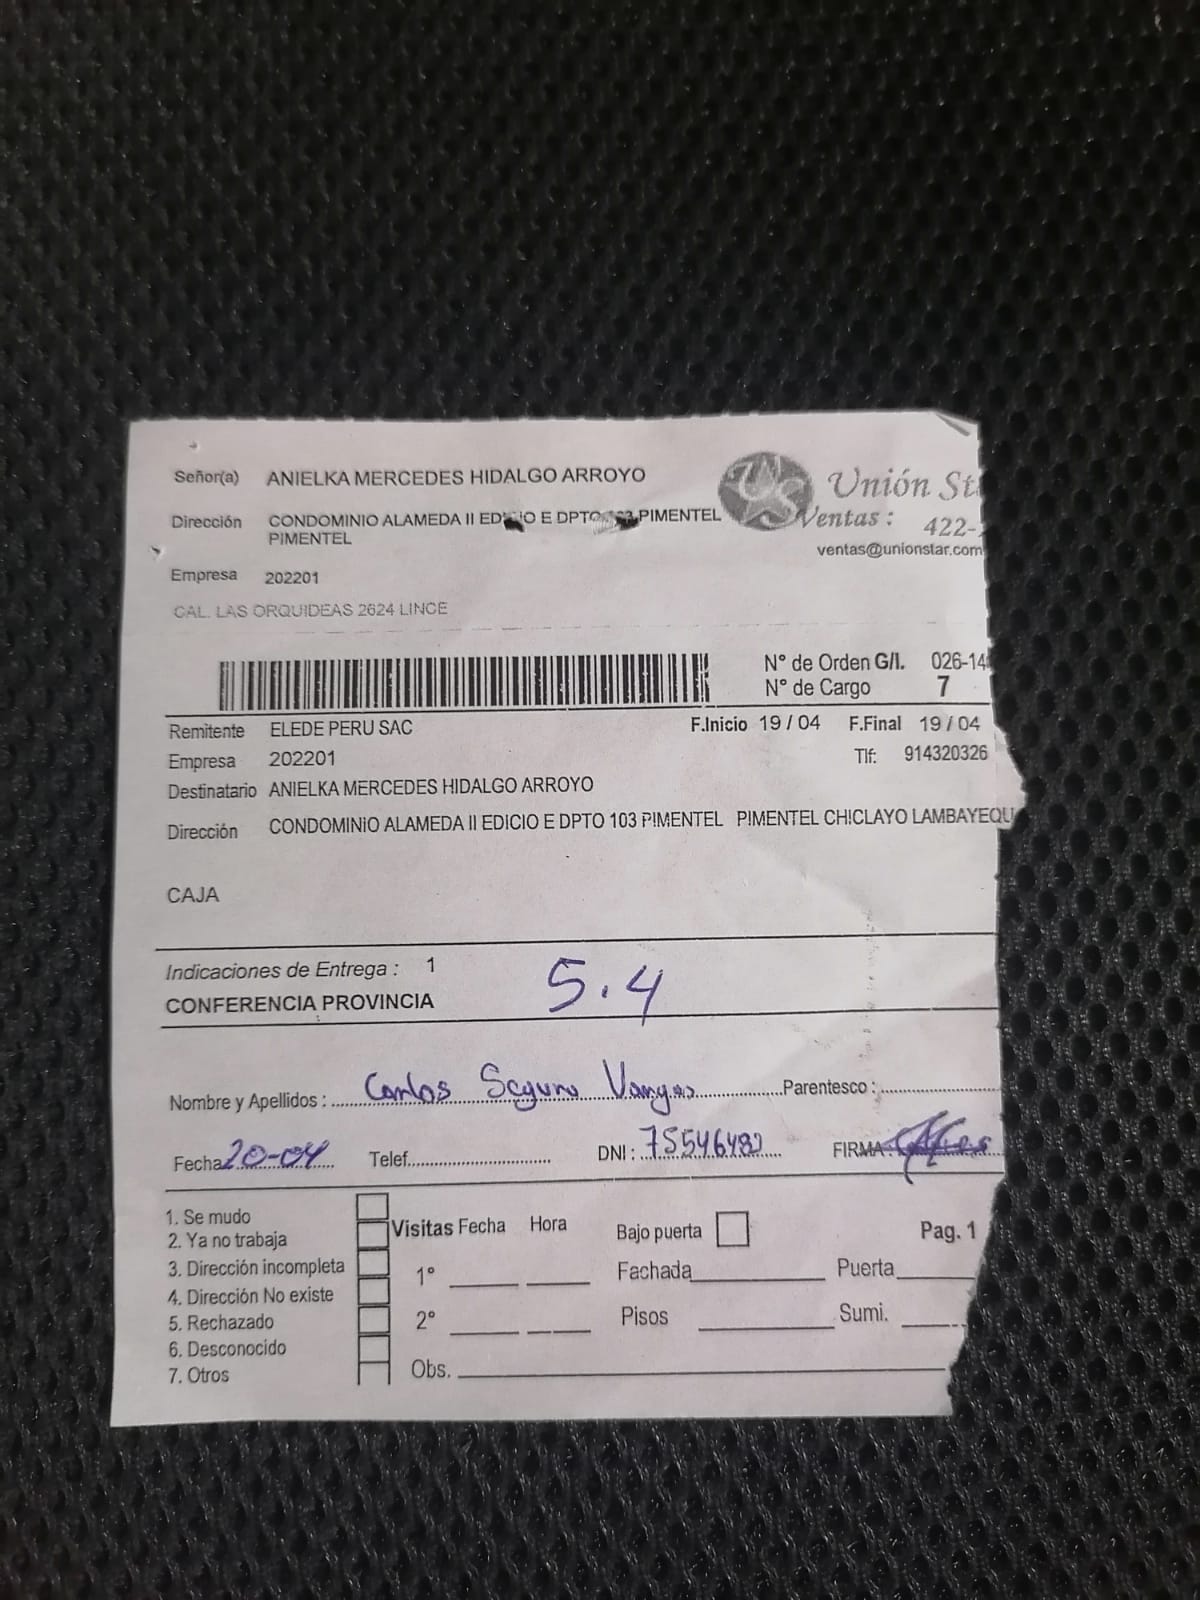 Señor(a) ANIELKA MERCEDES HIDALGO ARROYO
Unión
Dirección CONDOMINIO ALAMEDA II E DPTO PIMENTEL
PIMENTEL
Ventas : 422-
ventas@unionstar.com
Empresa 202201
CAL. LAS ORQUIDEAS 2624 LINCE
N° de Orden G/I. 026-14
N° de Cargo 7
Remitente ELEDE PERU SAC F.Inicio 19 / 04 F.Final 19 / 04
Empresa 202201 Tlf: 914320326
Destinatario ANIELKA MERCEDES HIDALGO ARROYO
Dirección CONDOMINIO ALAMEDA II EDICIO E DPTO 103 PIMENTEL PIMENTEL CHICLAYO LAMBAYEQU
CAJA
Indicaciones de Entrega : 1
5.4
CONFERENCIA PROVINCIA
Nombre y Apellidos : Carlos Seguro Vargas Parentesco :
Fecha 20-04 Telef. DNI : 75546482 FIRMA
1. Se mudo
2. Ya no trabaja
3. Dirección incompleta
4. Dirección No existe
5. Rechazado
6. Desconocido
7. Otros
Visitas Fecha Hora
1°
2°
Obs.
Bajo puerta
Fachada
Pisos
Pag. 1
Puerta
Sumi.